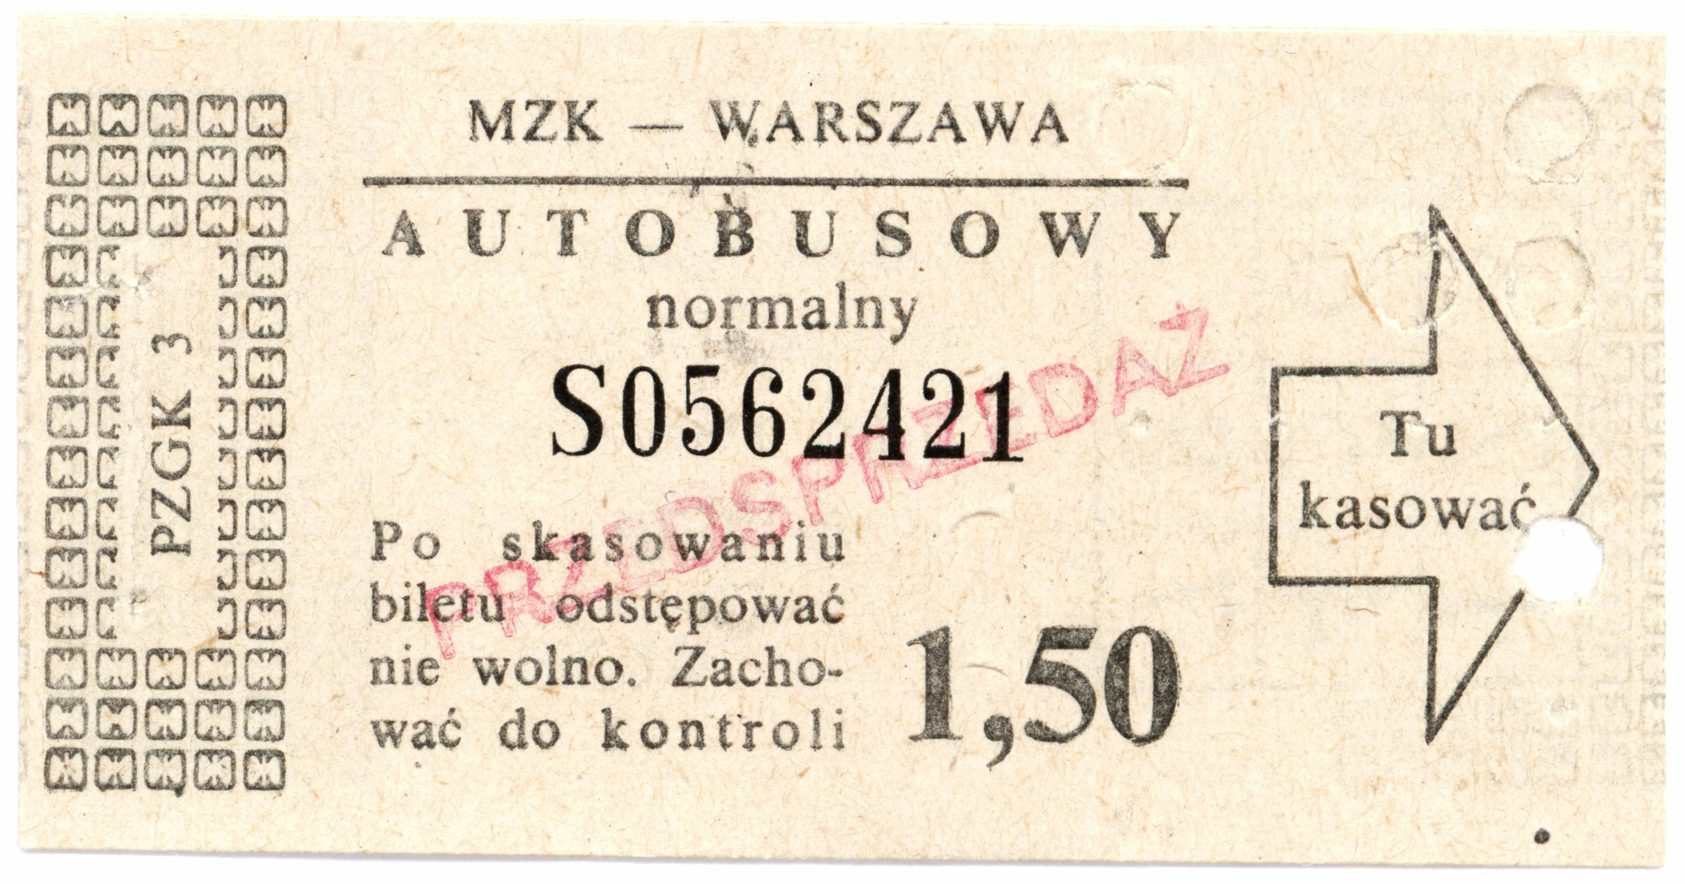 MZK — WARSZAWA
AUTOBUSOWY
normalny
S0562421
PRZEDSPRZEDAŻ
Po skasowaniu
biletu odstępować
nie wolno. Zacho-
wać do kontroli
1,50
Tu
kasować
PZGK 3